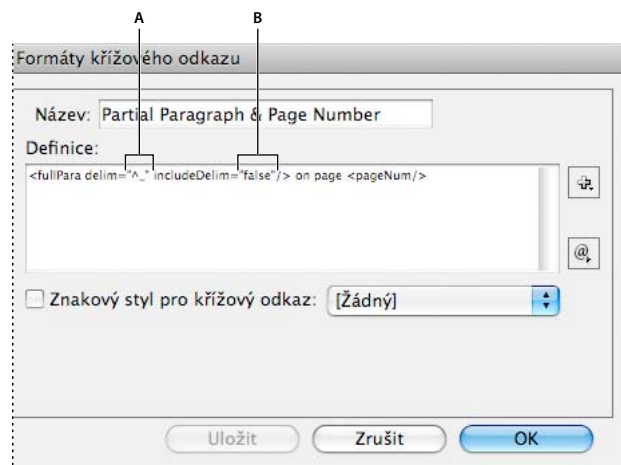 A B
Formáty křížového odkazu
Název: Partial Paragraph & Page Number
Definice:
<fullPara delim="^_" includeDelim="false"/> on page <pageNum/>
@
Znakový styl pro křížový odkaz: [Žádný]
Uložit Zrušit OK